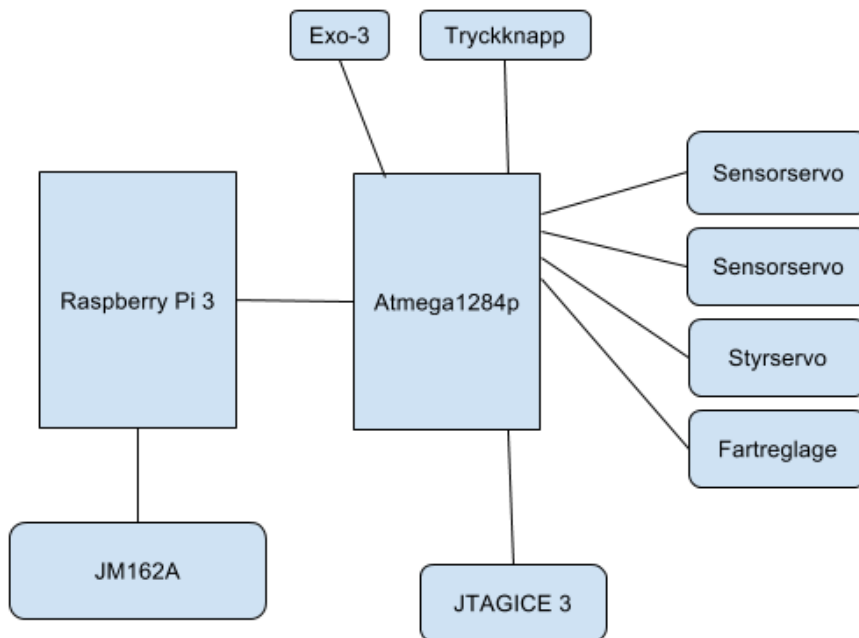 Exo-3
Tryckknapp
Sensorservo
Raspberry Pi 3
Atmega1284p
Sensorservo
Styrservo
Fartreglage
JM162A
JTAGICE 3